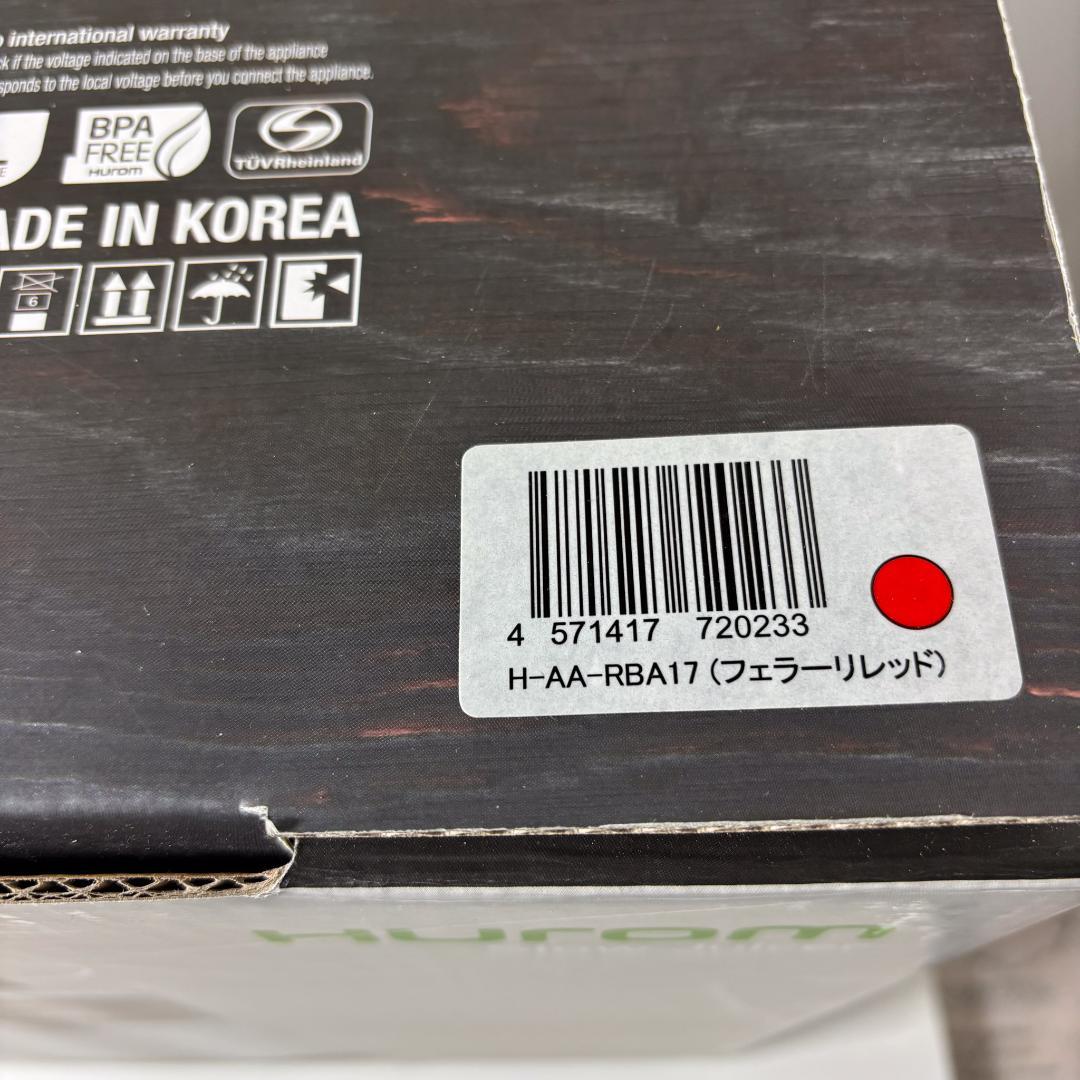 international warranty
if the voltage indicated on the base of the appliance
to the local voltage before you connect the appliance.
BPA
FREE
Hurom
TÜVRheinland
ADE IN KOREA
6
4 571417 720233
H-AA-RBA17 (フェラーリレッド)
Hurom